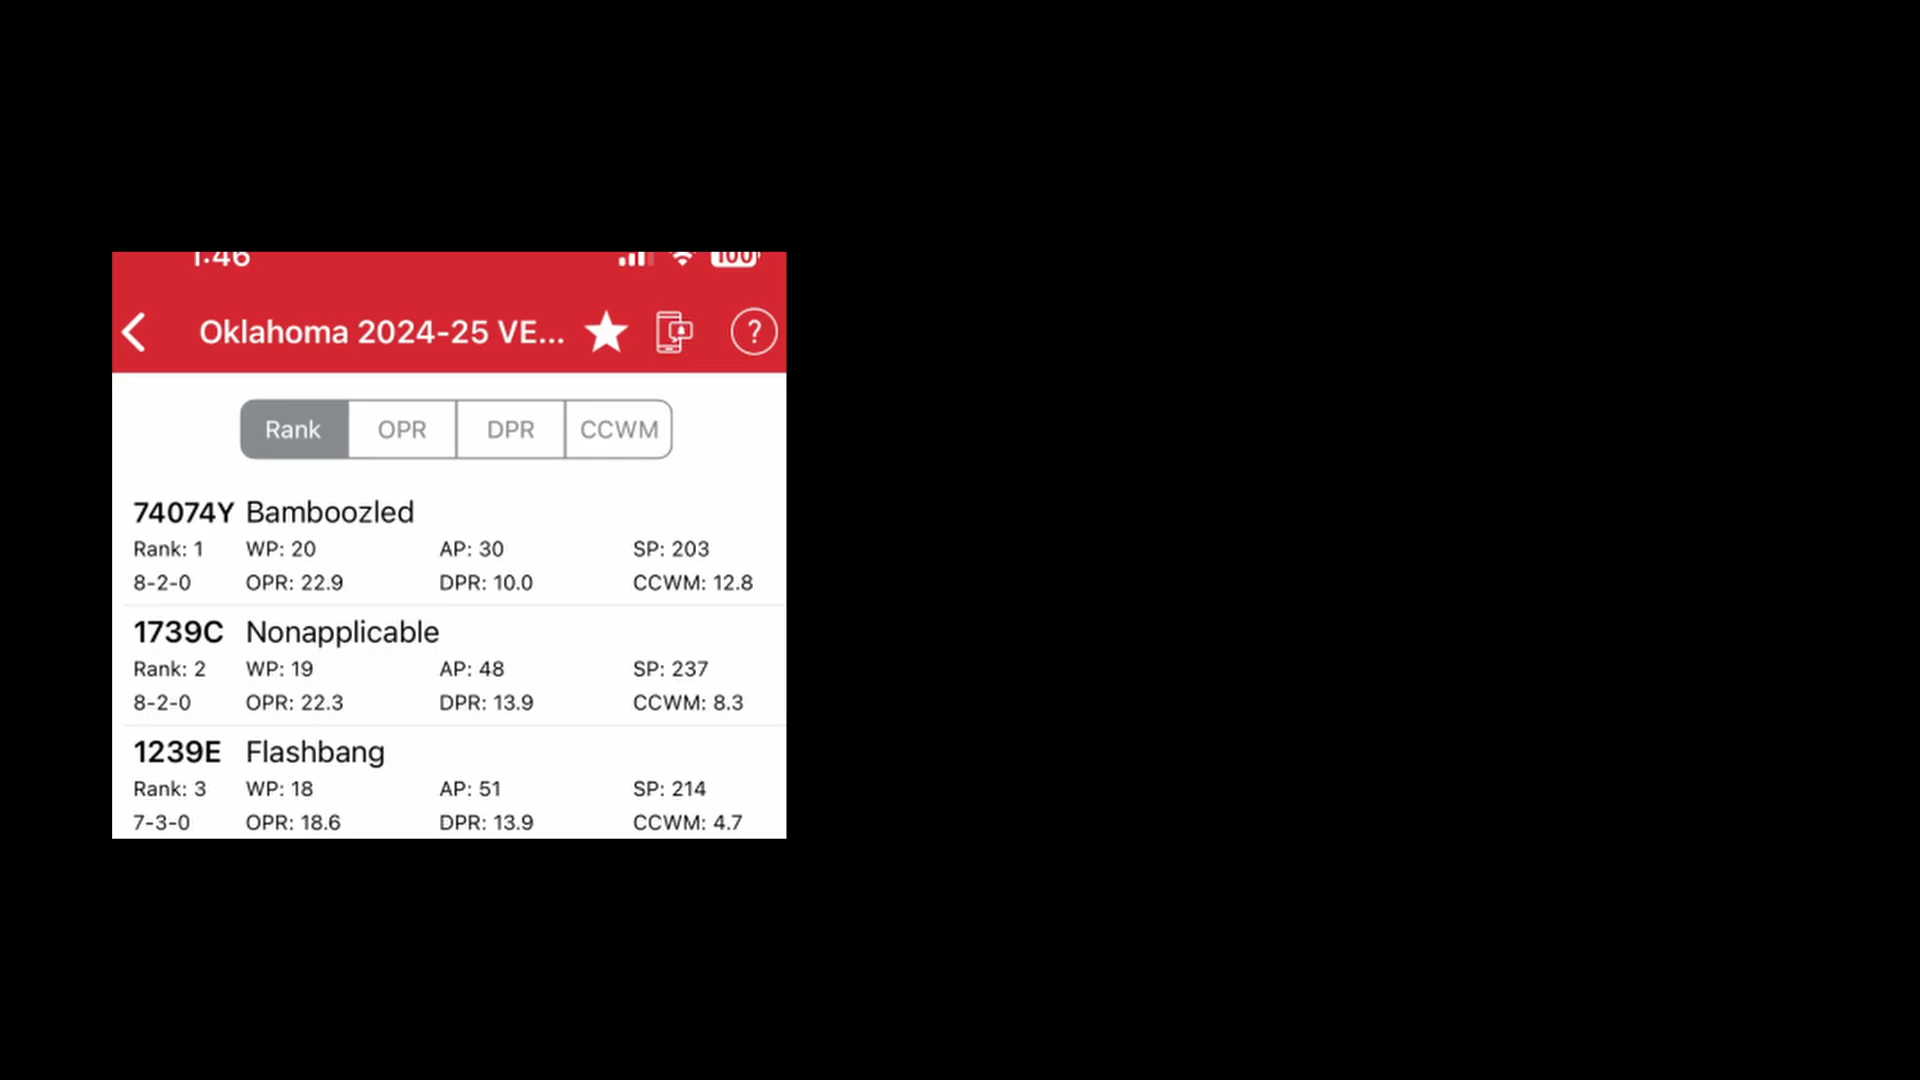 1:46
100
Oklahoma 2024-25 VE...
?
Rank OPR DPR CCWM
74074Y Bamboozled
Rank: 1 WP: 20 AP: 30 SP: 203
8-2-0 OPR: 22.9 DPR: 10.0 CCWM: 12.8
1739C Nonapplicable
Rank: 2 WP: 19 AP: 48 SP: 237
8-2-0 OPR: 22.3 DPR: 13.9 CCWM: 8.3
1239E Flashbang
Rank: 3 WP: 18 AP: 51 SP: 214
7-3-0 OPR: 18.6 DPR: 13.9 CCWM: 4.7